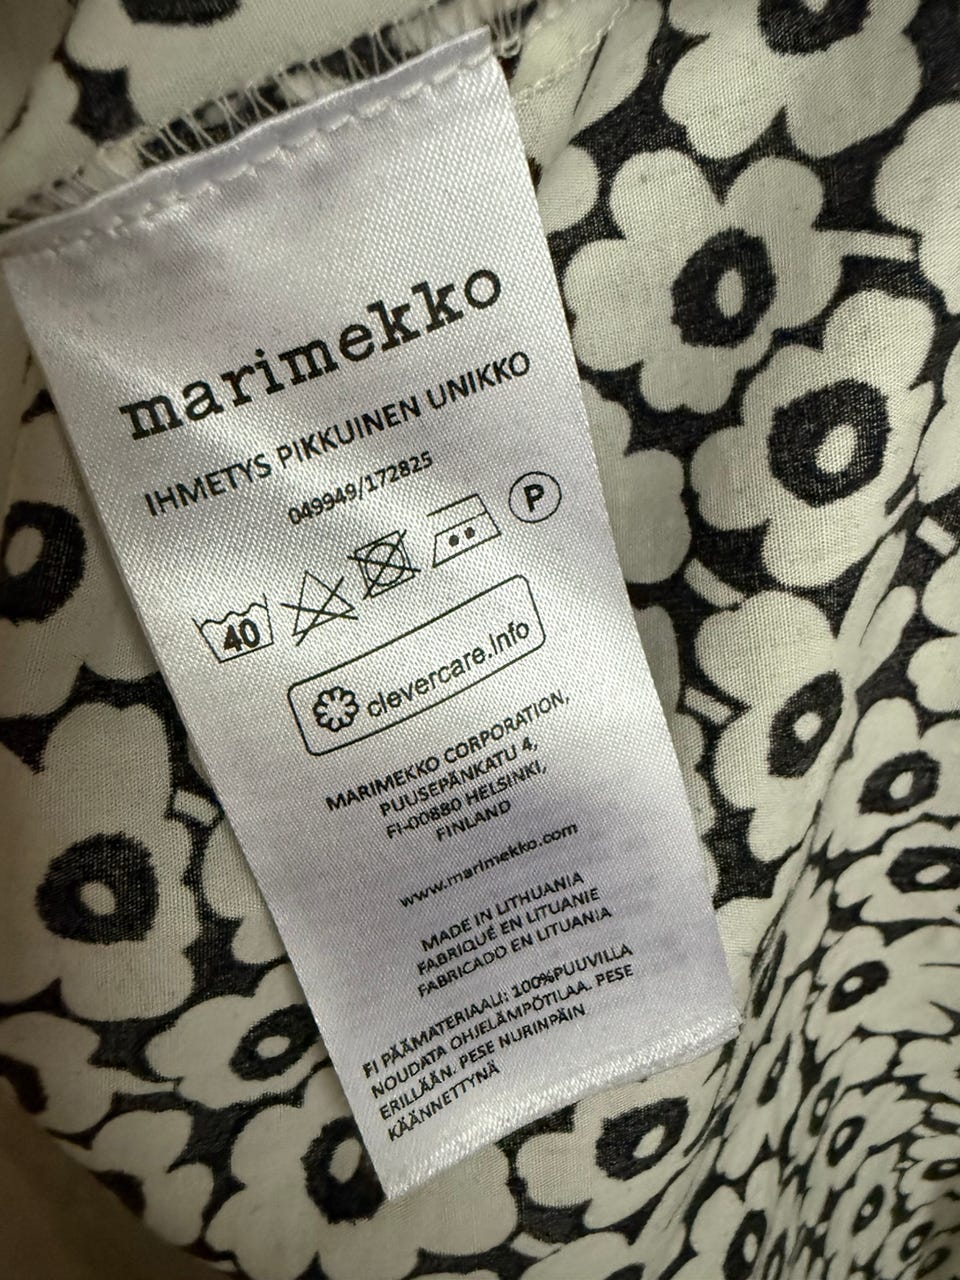 marimekko
IHMETYS PIKKUINEN UNIKKO
049949/172825
40 P
clevercare.info
MARIMEKKO CORPORATION,
PUUSEPÄNKATU 4,
FI-00880 HELSINKI,
FINLAND
www.marimekko.com
MADE IN LITHUANIA
FABRIQUÉ EN LITUANIE
FABRICADO EN LITUANIA
FI PÄÄMATERIAALI: 100%PUUVILLA
NOUDATA OHJELÄMPÖTILAA. PESE
ERILLÄÄN. PESE NURINPÄIN
KÄÄNNETTYNÄ